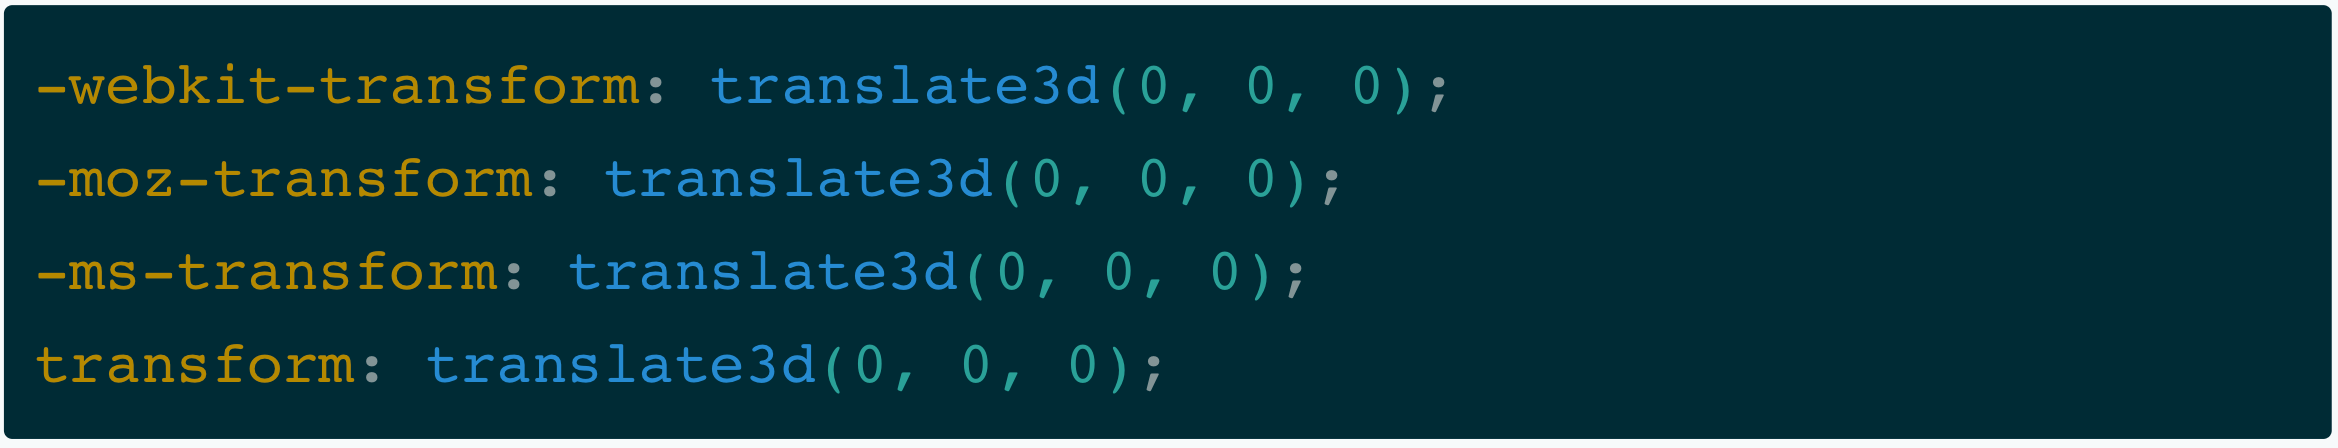 -webkit-transform: translate3d(0, 0, 0);
-moz-transform: translate3d(0, 0, 0);
-ms-transform: translate3d(0, 0, 0);
transform: translate3d(0, 0, 0);